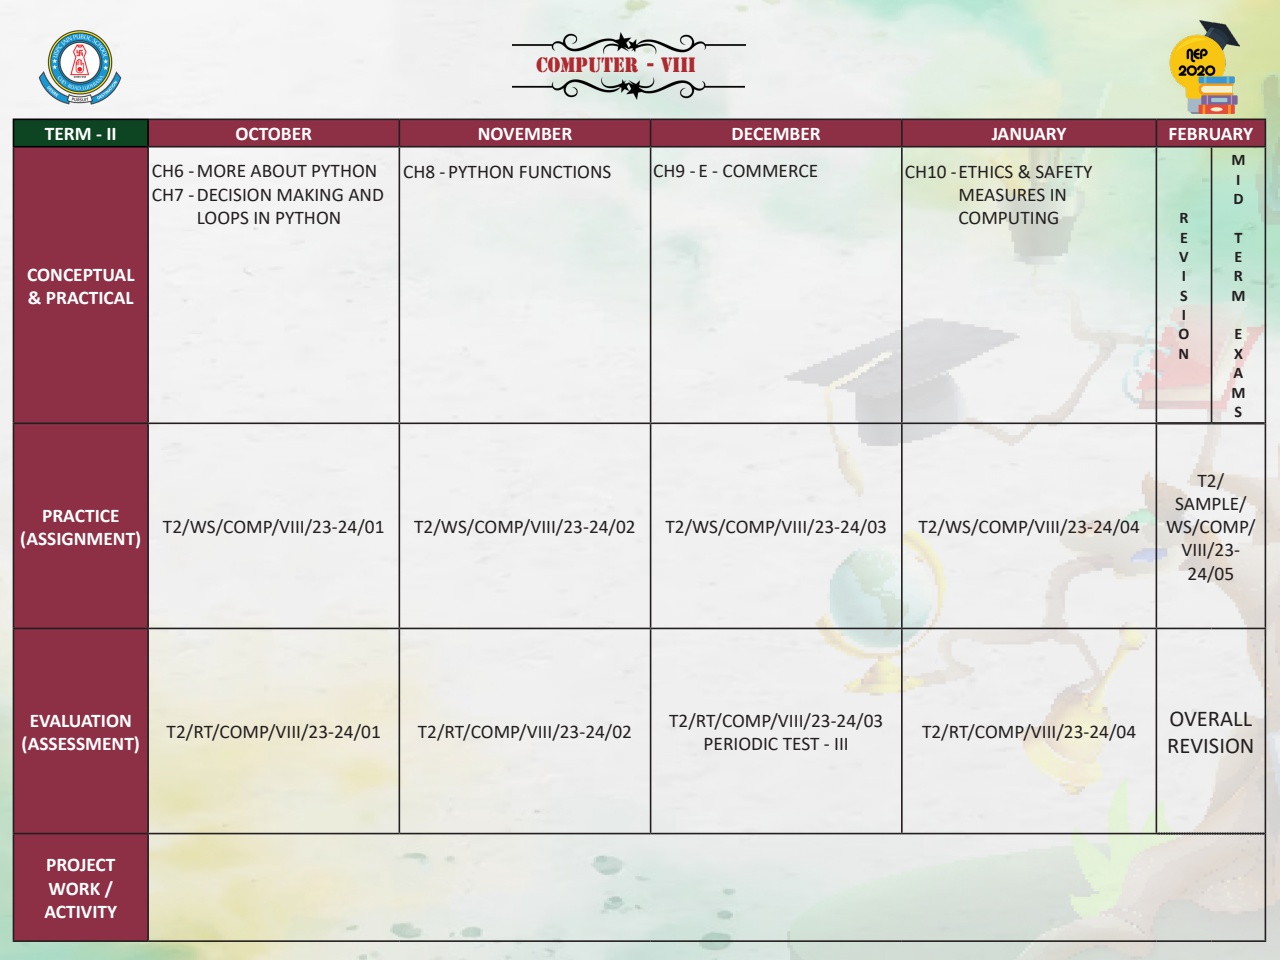 COMPUTER - VIII
NEP
2020
TERM - II
OCTOBER
NOVEMBER
DECEMBER
JANUARY
FEBRUARY
CONCEPTUAL
& PRACTICAL
CH6 - MORE ABOUT PYTHON
CH7 - DECISION MAKING AND
LOOPS IN PYTHON
CH8 - PYTHON FUNCTIONS
CH9 - E - COMMERCE
CH10 - ETHICS & SAFETY
MEASURES IN
COMPUTING
REVISION
MID TERM EXAMS
PRACTICE
(ASSIGNMENT)
T2/WS/COMP/VIII/23-24/01
T2/WS/COMP/VIII/23-24/02
T2/WS/COMP/VIII/23-24/03
T2/WS/COMP/VIII/23-24/04
T2/
SAMPLE/
WS/COMP/
VIII/23-
24/05
EVALUATION
(ASSESSMENT)
T2/RT/COMP/VIII/23-24/01
T2/RT/COMP/VIII/23-24/02
T2/RT/COMP/VIII/23-24/03
PERIODIC TEST - III
T2/RT/COMP/VIII/23-24/04
OVERALL
REVISION
PROJECT
WORK /
ACTIVITY